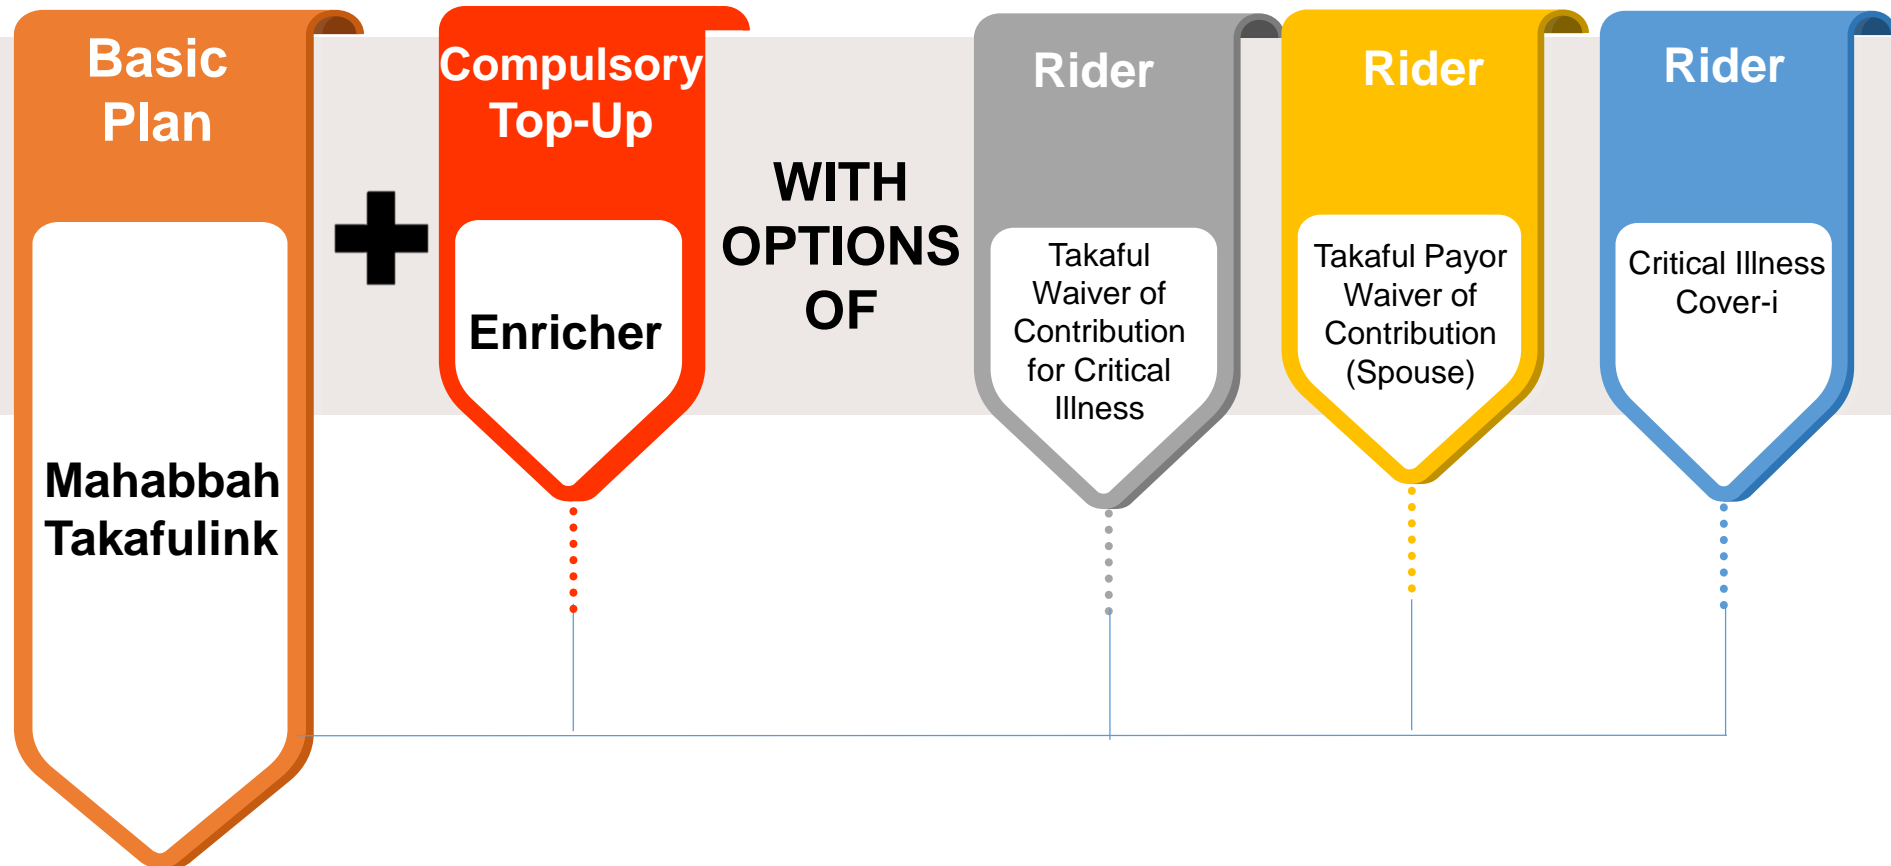 Basic
Plan
Mahabbah
Takafulink
Compulsory
Top-Up
Enricher
WITH
OPTIONS
OF
Rider
Takaful
Waiver of
Contribution
for Critical
Illness
Rider
Takaful Payor
Waiver of
Contribution
(Spouse)
Rider
Critical Illness
Cover-i